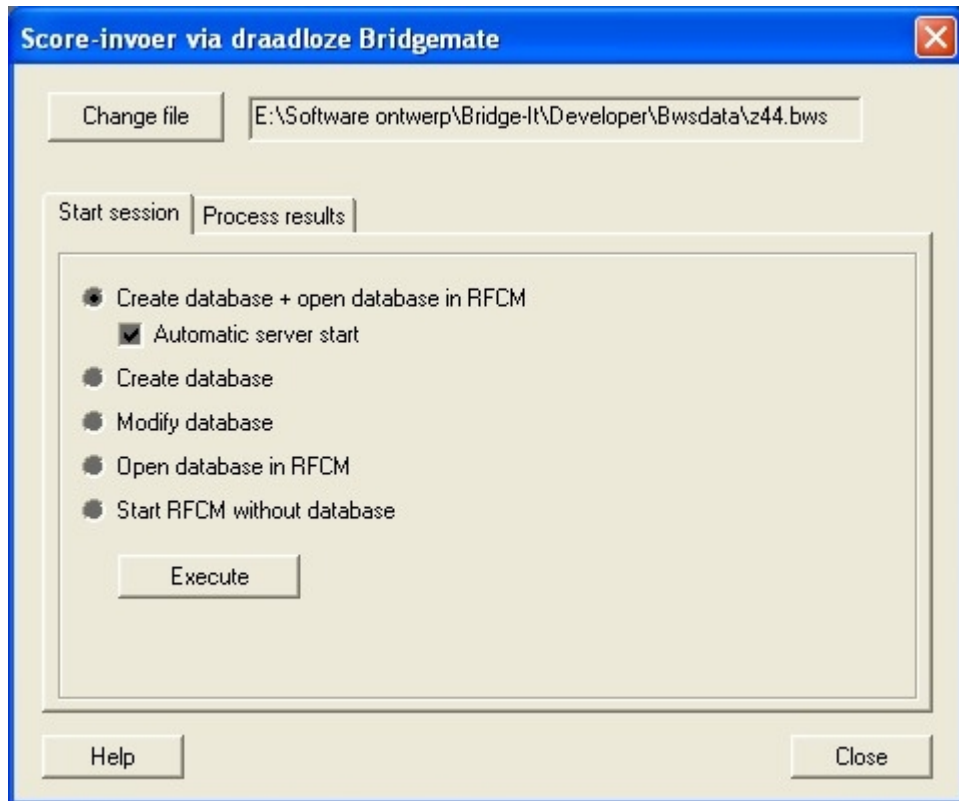 Score-invoer via draadloze Bridgemate
Change file E:\Software ontwerp\Bridge-It\Developer\Bwsdata\z44.bws
Start session Process results
Create database + open database in RFCM
Automatic server start
Create database
Modify database
Open database in RFCM
Start RFCM without database
Execute
Help Close